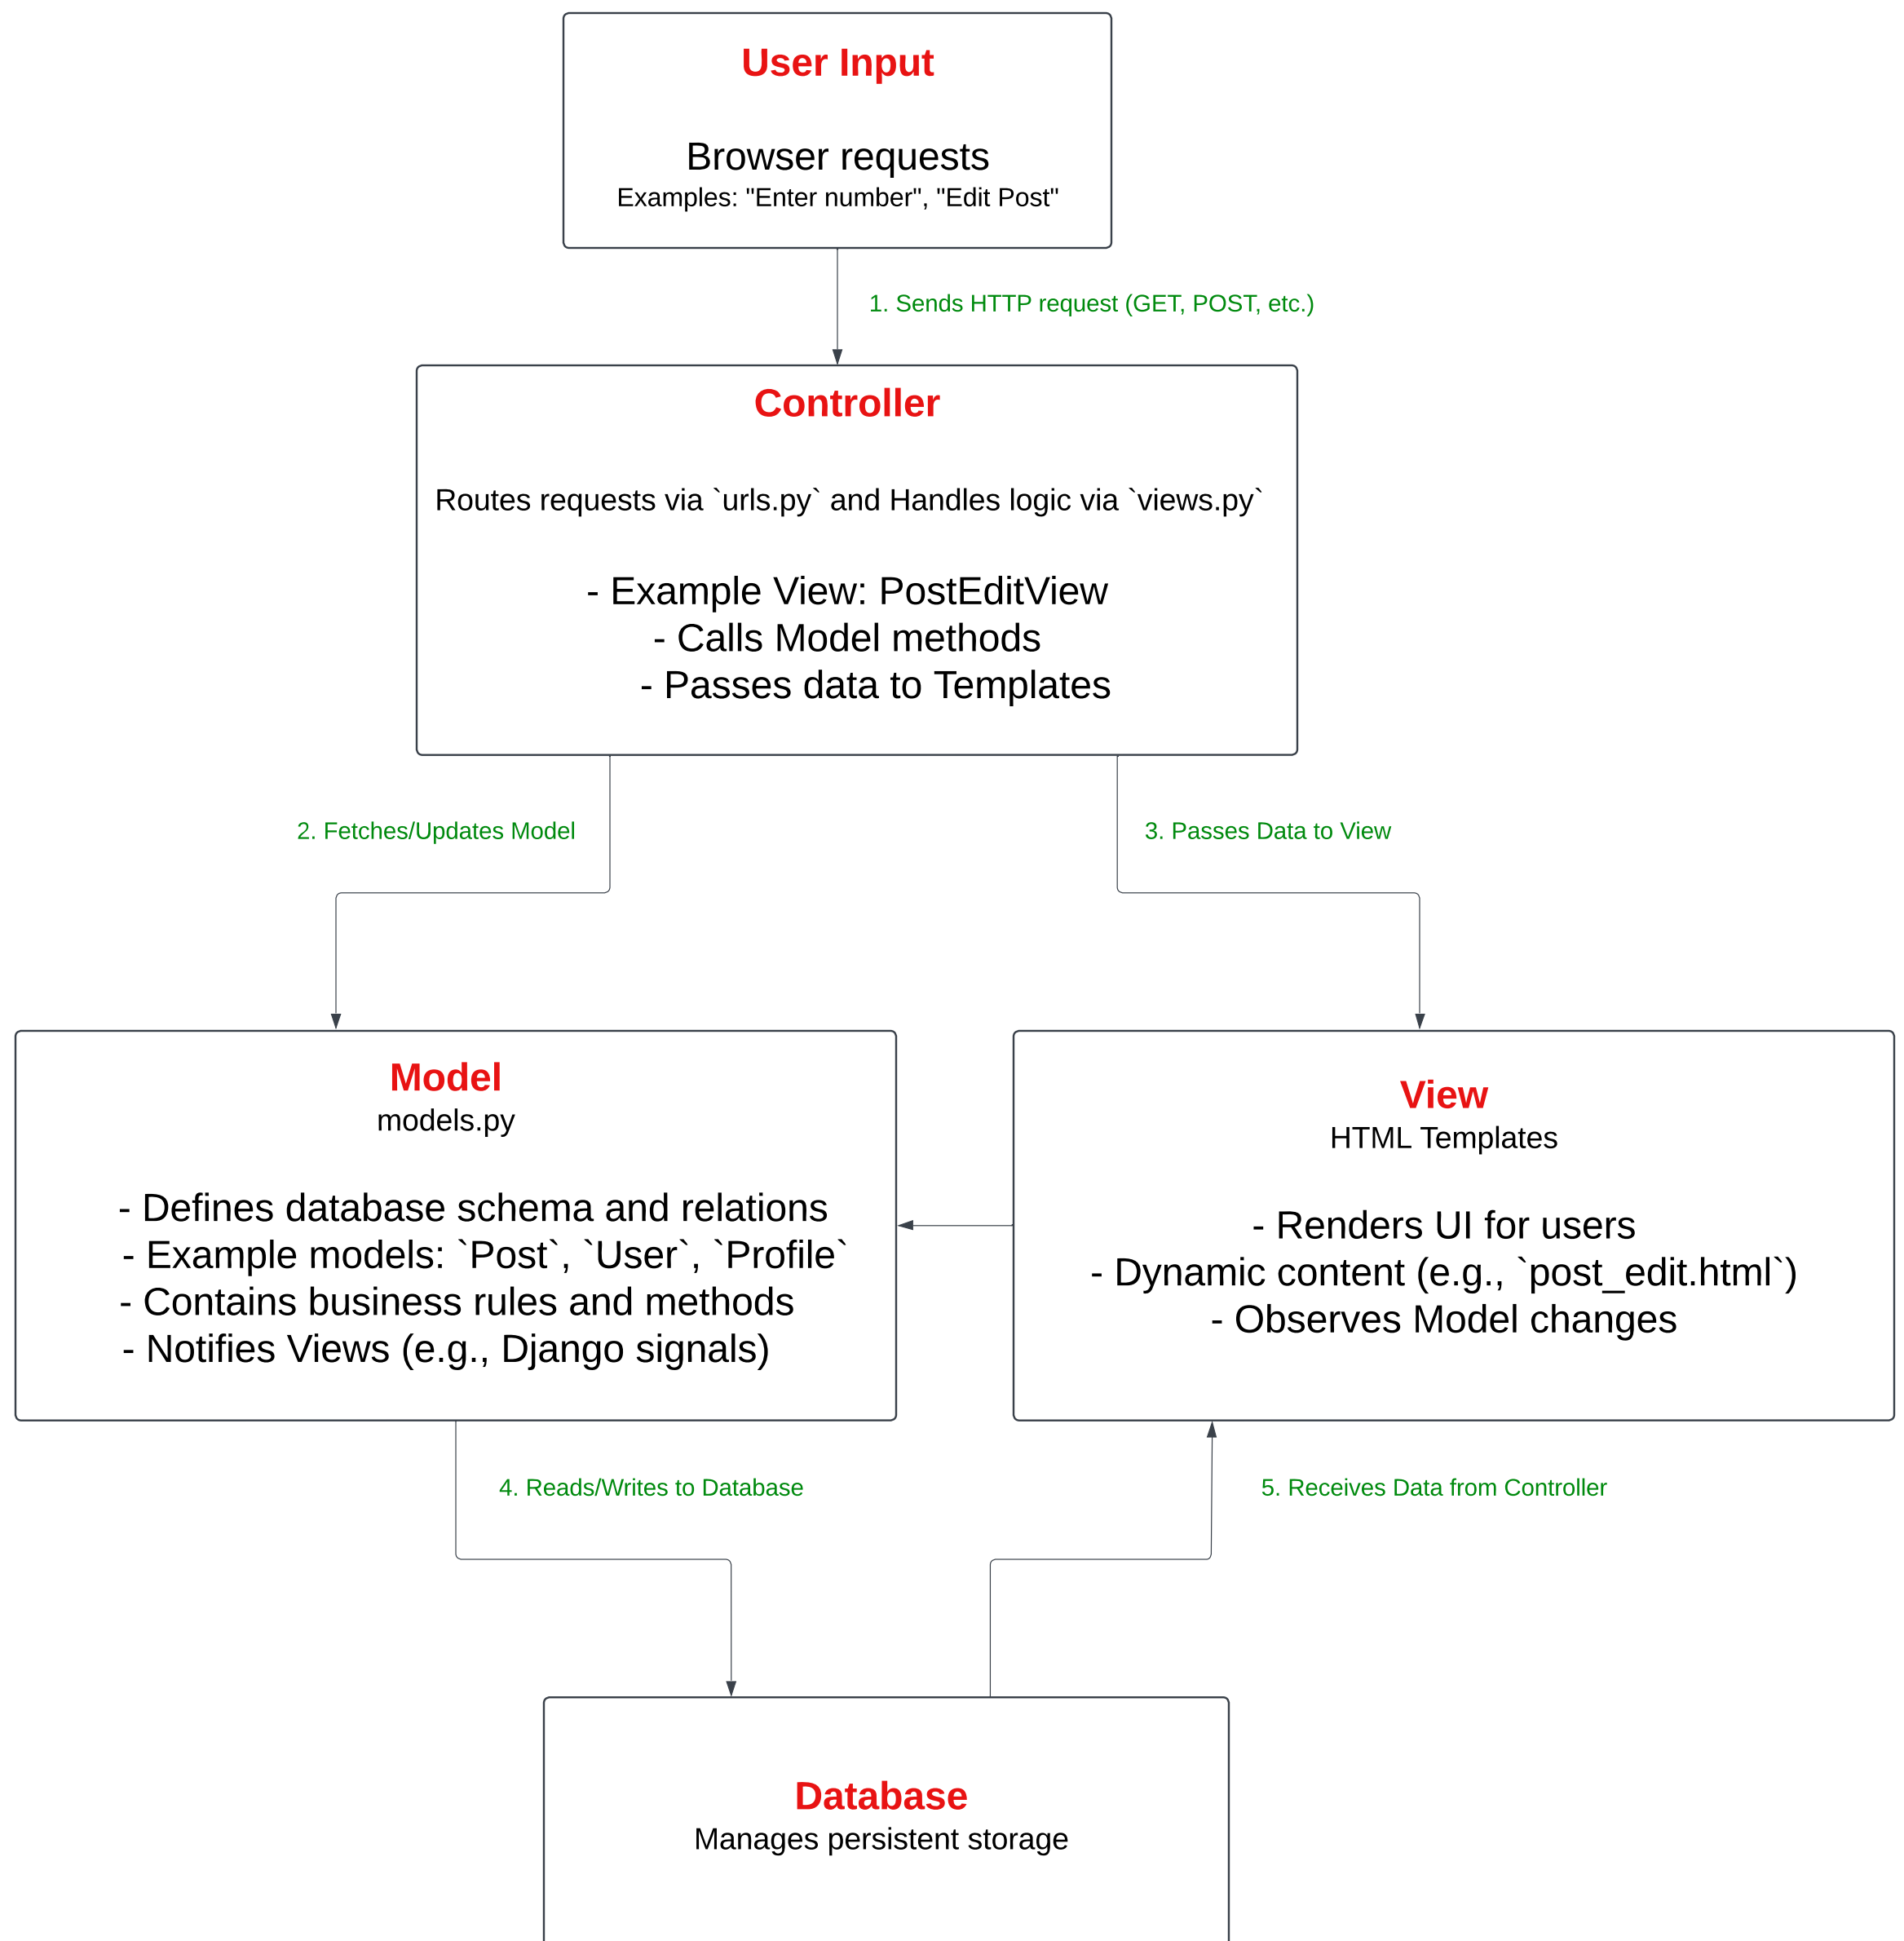 User Input
Browser requests
Examples: "Enter number", "Edit Post"
1. Sends HTTP request (GET, POST, etc.)
Controller
Routes requests via `urls.py` and Handles logic via `views.py`
- Example View: PostEditView
- Calls Model methods
- Passes data to Templates
2. Fetches/Updates Model
3. Passes Data to View
Model
models.py
- Defines database schema and relations
- Example models: `Post`, `User`, `Profile`
- Contains business rules and methods
- Notifies Views (e.g., Django signals)
View
HTML Templates
- Renders UI for users
- Dynamic content (e.g., `post_edit.html`)
- Observes Model changes
4. Reads/Writes to Database
5. Receives Data from Controller
Database
Manages persistent storage